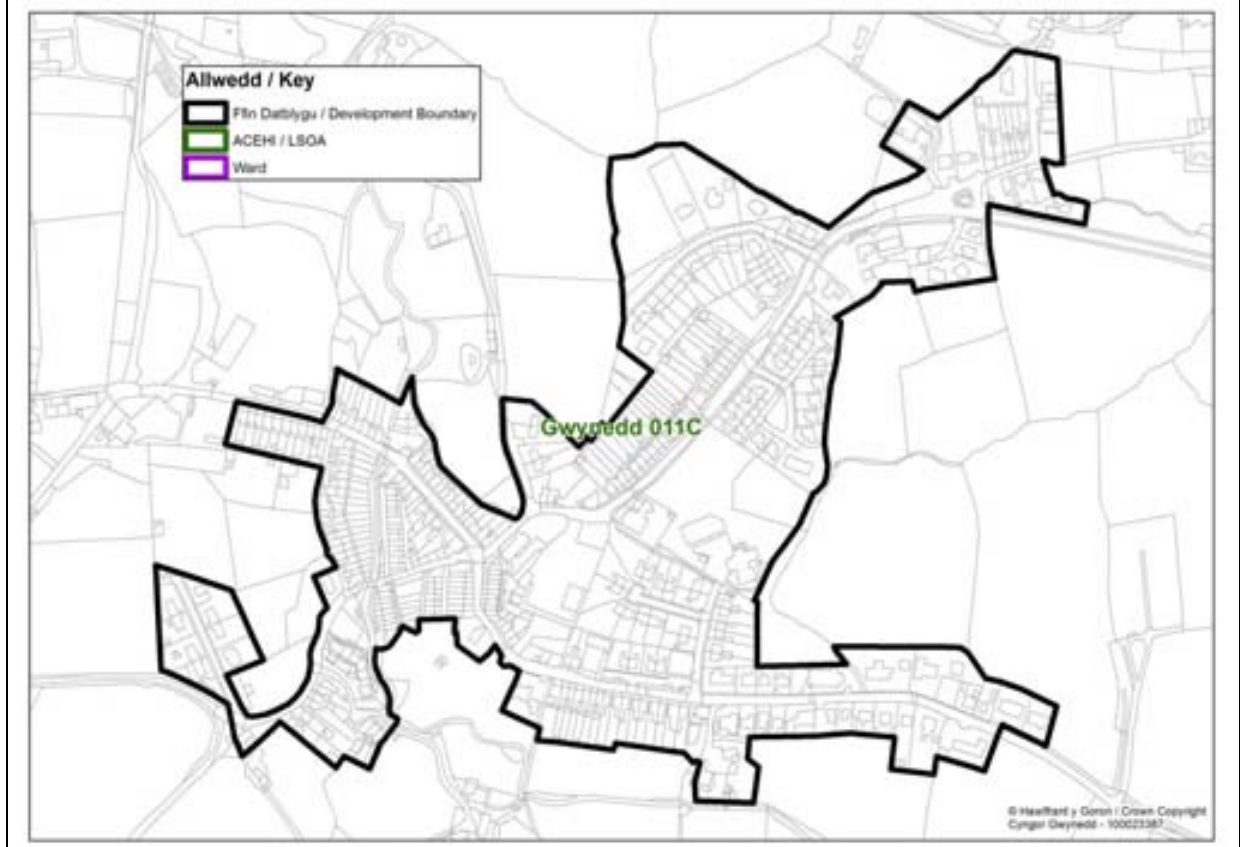 Allwedd / Key
Ffin Datblygu / Development Boundary
ACEHI / LSOA
Ward
Gwynedd 011C
© Hawlfraint y Goron / Crown Copyright
Cyngor Gwynedd - 100023387